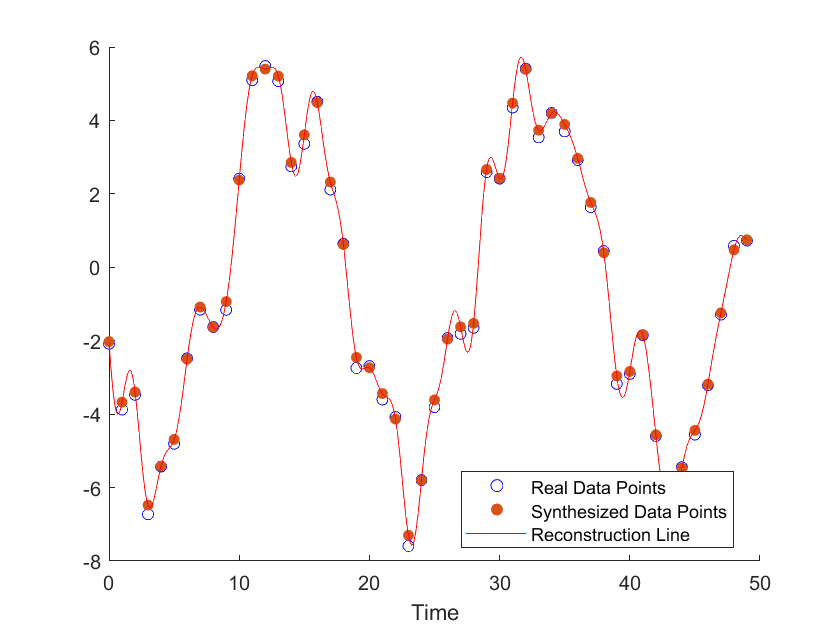 6
4
2
0
-2
-4
-6
-8
0 10 20 30 40 50
Time
Real Data Points
Synthesized Data Points
Reconstruction Line